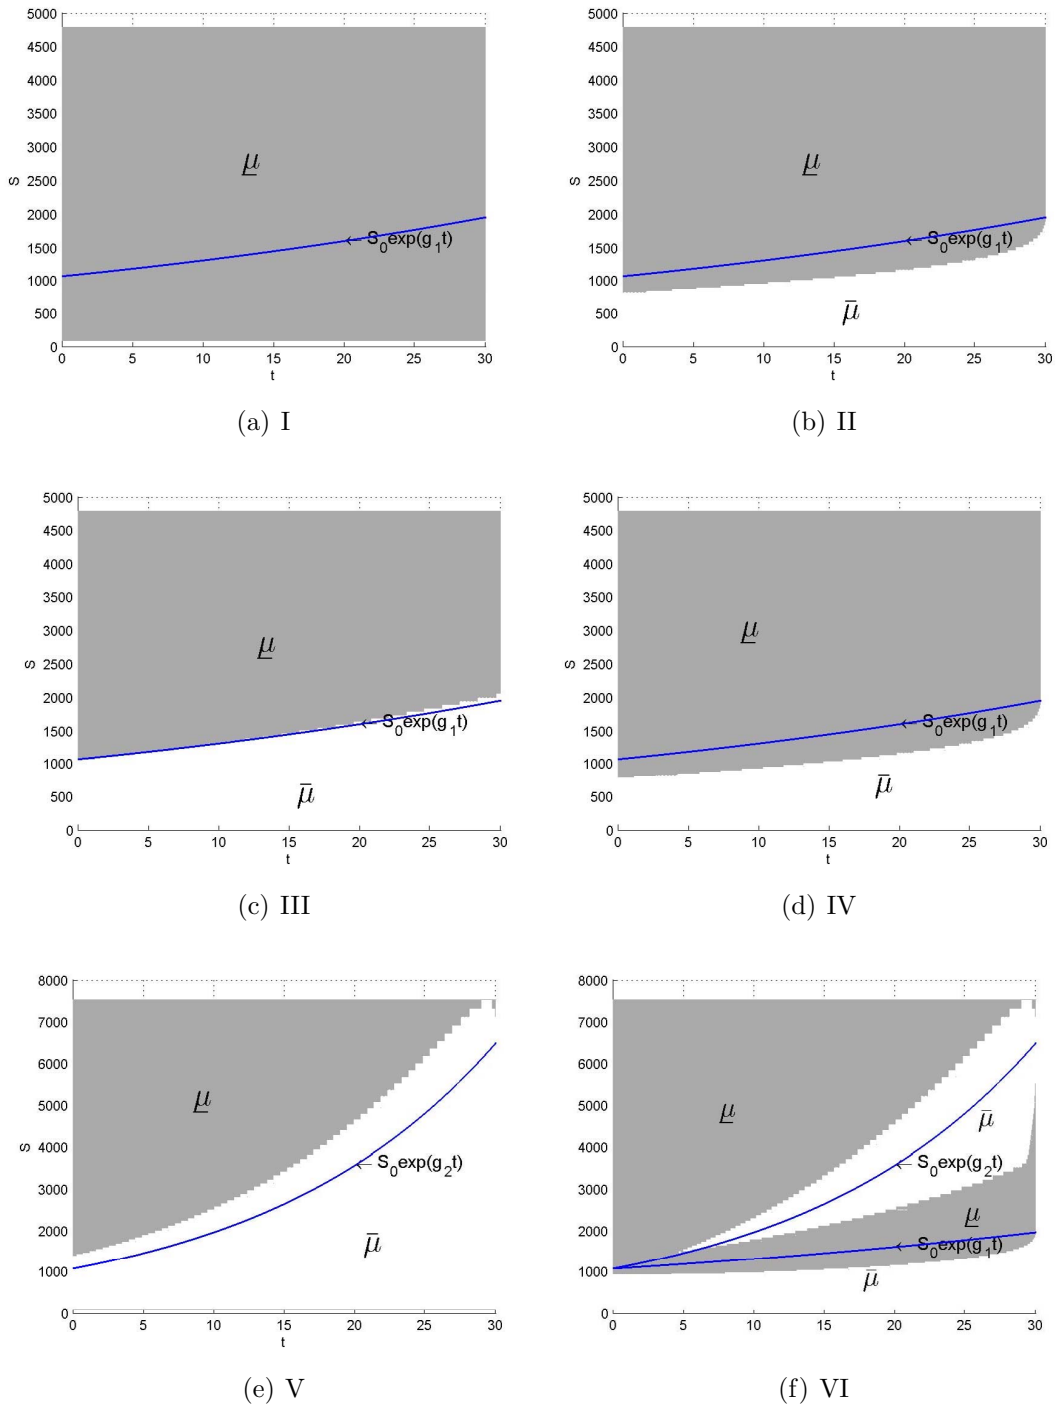 5000
4500
4000
3500
3000
2500
2000
1500
1000
500
0
S
μ
← S₀exp(g₁t)
0 5 10 15 20 25 30
t
(a) I
5000
4500
4000
3500
3000
2500
2000
1500
1000
500
0
S
μ
← S₀exp(g₁t)
μ̄
0 5 10 15 20 25 30
t
(b) II
5000
4500
4000
3500
3000
2500
2000
1500
1000
500
0
S
μ
← S₀exp(g₁t)
μ̄
0 5 10 15 20 25 30
t
(c) III
5000
4500
4000
3500
3000
2500
2000
1500
1000
500
0
S
μ
← S₀exp(g₁t)
μ̄
0 5 10 15 20 25 30
t
(d) IV
8000
7000
6000
5000
4000
3000
2000
1000
0
S
μ
← S₀exp(g₂t)
μ̄
0 5 10 15 20 25 30
t
(e) V
8000
7000
6000
5000
4000
3000
2000
1000
0
μ
μ̄
← S₀exp(g₂t)
μ
← S₀exp(g₁t)
μ̄
0 5 10 15 20 25 30
(f) VI